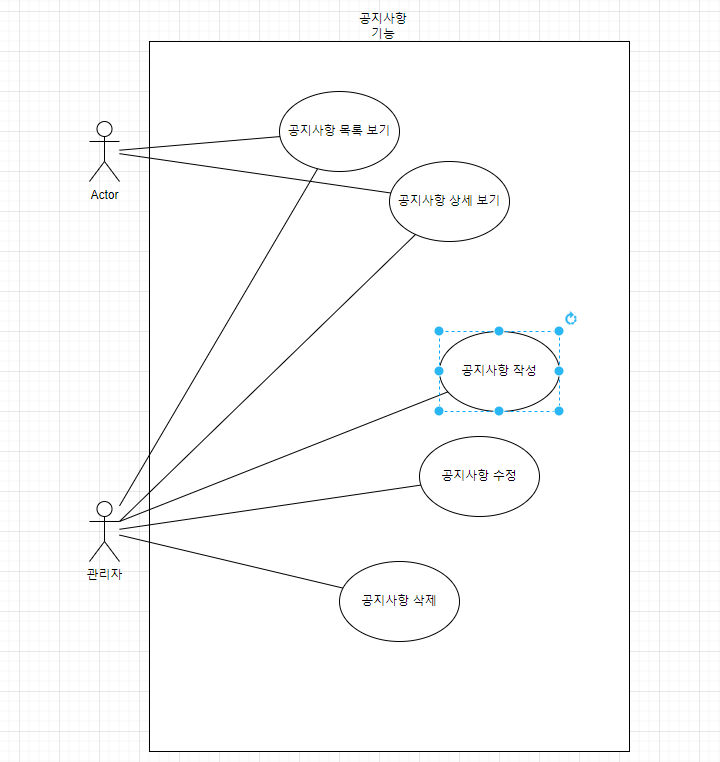 공지사항
기능
공지사항 목록 보기
공지사항 상세 보기
Actor
공지사항 작성
공지사항 수정
관리자
공지사항 삭제